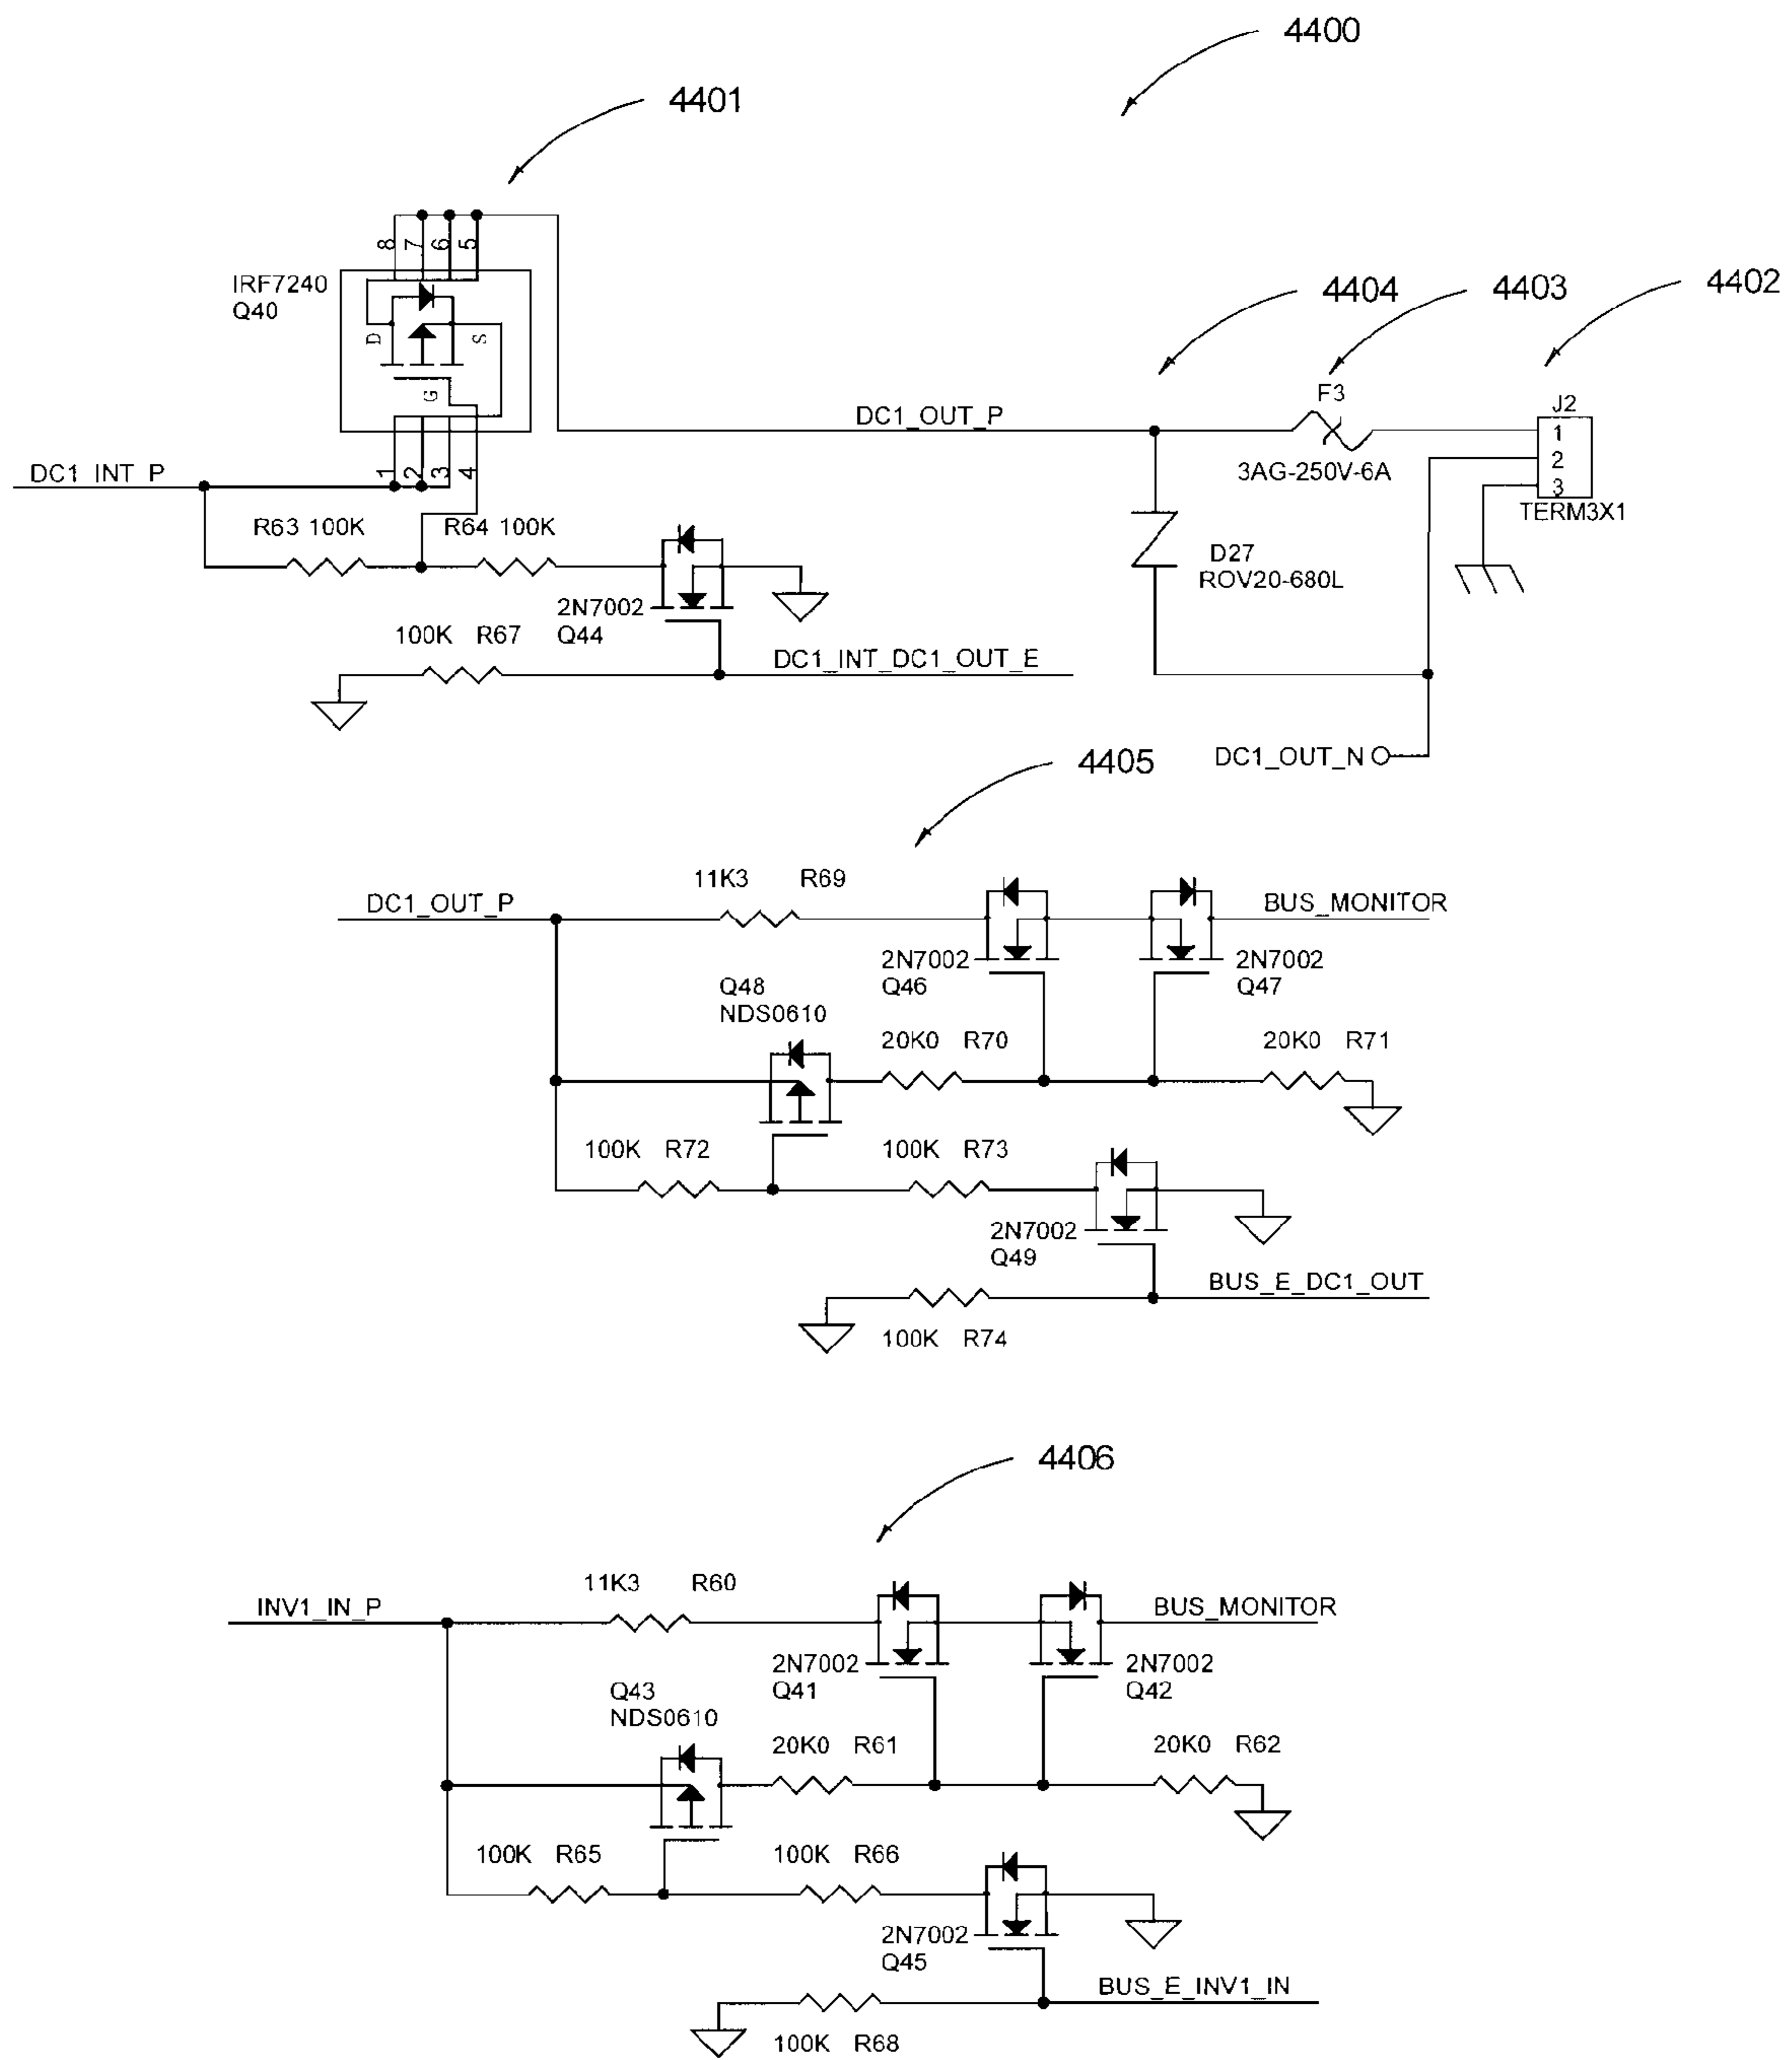 4400
4401
8 7 6 5
IRF7240
Q40
D S
G
4404
4403
4402
F3
J2
DC1_OUT_P
1
2
3
3AG-250V-6A
TERM3X1
DC1_INT_P
1 2 3 4
R63 100K
R64 100K
D27
ROV20-680L
2N7002
Q44
100K R67
DC1_INT_DC1_OUT_E
DC1_OUT_N
4405
11K3 R69
DC1_OUT_P
BUS_MONITOR
2N7002
Q46
2N7002
Q47
Q48
NDS0610
20K0 R70
20K0 R71
100K R72
100K R73
2N7002
Q49
BUS_E_DC1_OUT
100K R74
4406
11K3 R60
INV1_IN_P
BUS_MONITOR
2N7002
Q41
2N7002
Q42
Q43
NDS0610
20K0 R61
20K0 R62
100K R65
100K R66
2N7002
Q45
BUS_E_INV1_IN
100K R68